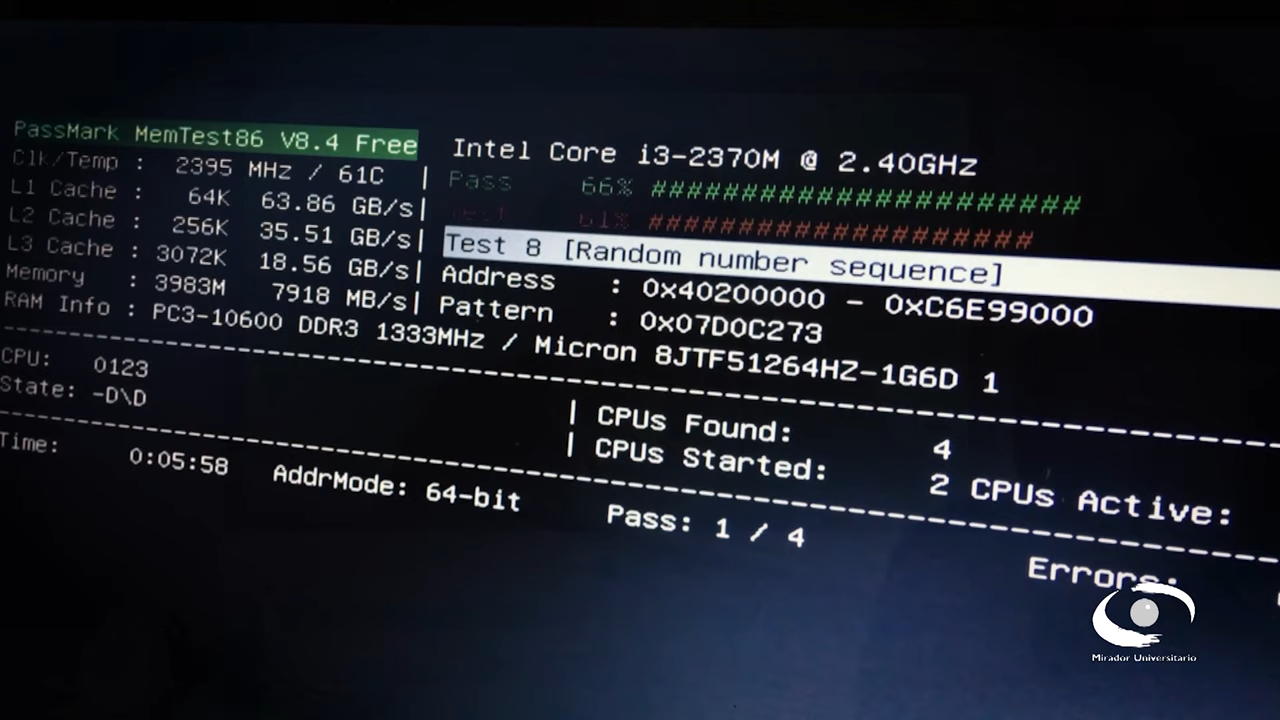 PassMark MemTest86 V8.4 Free
Intel Core i3-2370M @ 2.40GHz
Clk/Temp : 2395 MHz / 61C | Pass 66% #######################
L1 Cache : 64K 63.86 GB/s| Test 61% #####################
L2 Cache : 256K 35.51 GB/s| Test 8 [Random number sequence]
L3 Cache : 3072K 18.56 GB/s| Address : 0x40200000 - 0xC6E99000
Memory : 3983M 7918 MB/s| Pattern : 0x07D0C273
RAM Info : PC3-10600 DDR3 1333MHz / Micron 8JTF51264HZ-1G6D 1
CPU: 0123 | CPUs Found: 4
State: -D\D | CPUs Started: 2 CPUs Active:
Time: 0:05:58 AddrMode: 64-bit Pass: 1 / 4 Errors:
Mirador Universitario